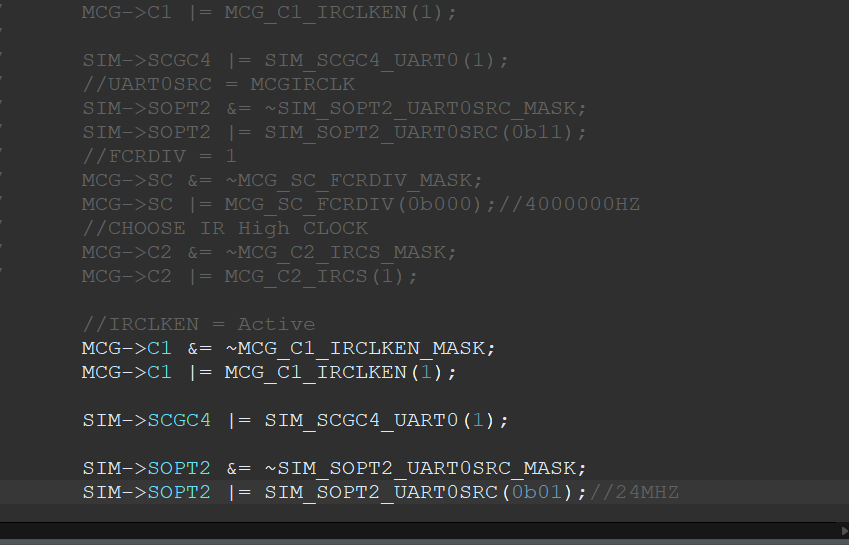 MCG->C1 |= MCG_C1_IRCLKEN(1);
SIM->SCGC4 |= SIM_SCGC4_UART0(1);
//UART0SRC = MCGIRCLK
SIM->SOPT2 &= ~SIM_SOPT2_UART0SRC_MASK;
SIM->SOPT2 |= SIM_SOPT2_UART0SRC(0b11);
//FCRDIV = 1
MCG->SC &= ~MCG_SC_FCRDIV_MASK;
MCG->SC |= MCG_SC_FCRDIV(0b000);//4000000HZ
//CHOOSE IR High CLOCK
MCG->C2 &= ~MCG_C2_IRCS_MASK;
MCG->C2 |= MCG_C2_IRCS(1);
//IRCLKEN = Active
MCG->C1 &= ~MCG_C1_IRCLKEN_MASK;
MCG->C1 |= MCG_C1_IRCLKEN(1);
SIM->SCGC4 |= SIM_SCGC4_UART0(1);
SIM->SOPT2 &= ~SIM_SOPT2_UART0SRC_MASK;
SIM->SOPT2 |= SIM_SOPT2_UART0SRC(0b01);//24MHZ